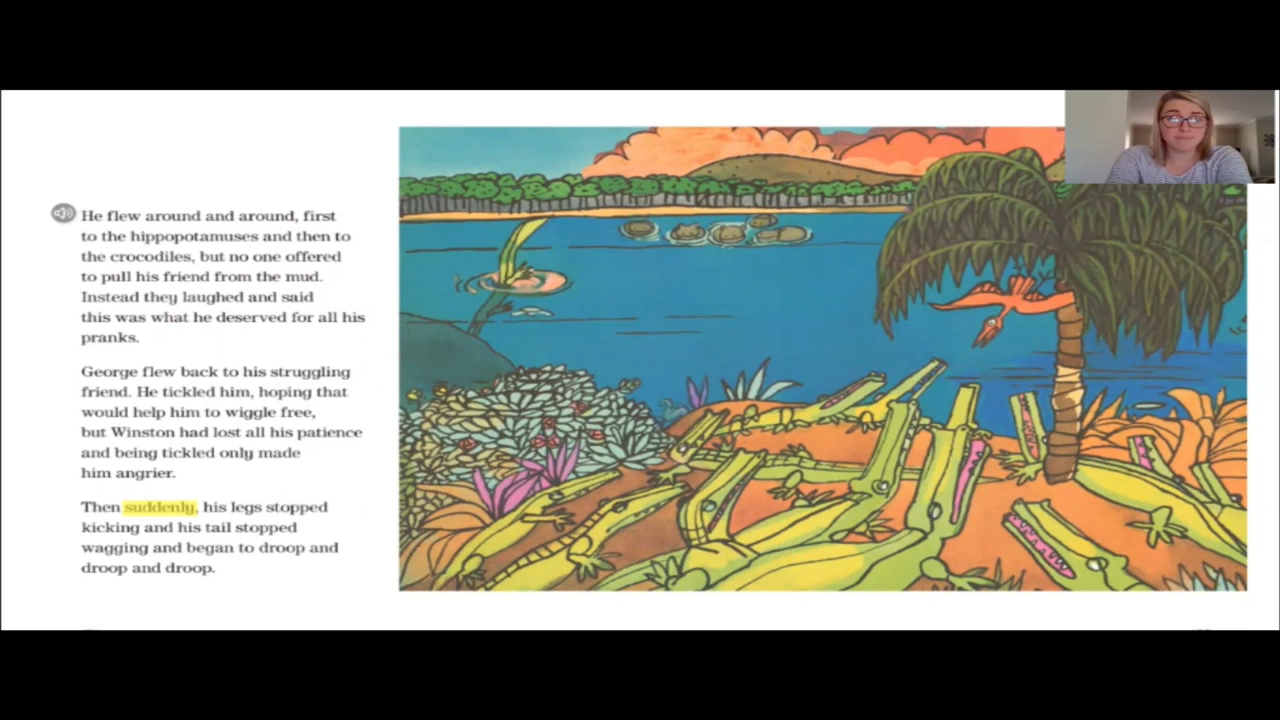 He flew around and around, first
to the hippopotamuses and then to
the crocodiles, but no one offered
to pull his friend from the mud.
Instead they laughed and said
this was what he deserved for all his
pranks.
George flew back to his struggling
friend. He tickled him, hoping that
would help him to wiggle free,
but Winston had lost all his patience
and being tickled only made
him angrier.
Then suddenly, his legs stopped
kicking and his tail stopped
wagging and began to droop and
droop and droop.